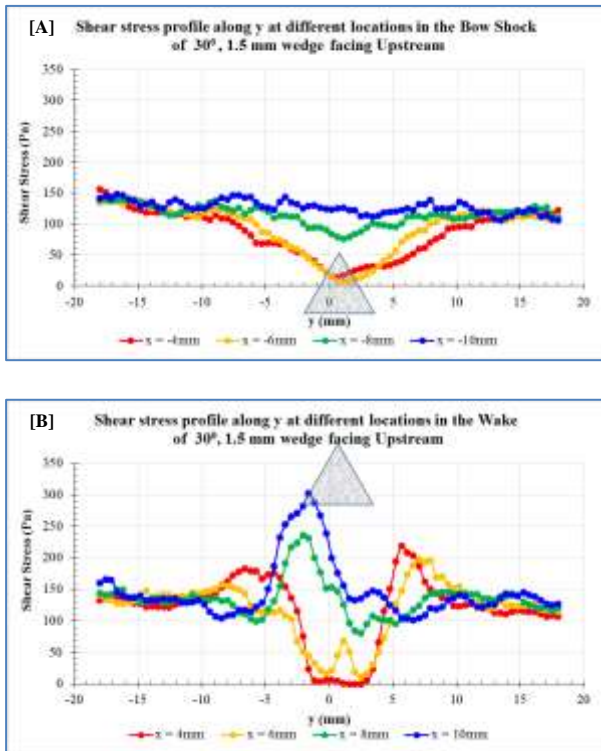 [A] Shear stress profile along y at different locations in the Bow Shock
of 30⁰, 1.5 mm wedge facing Upstream
Shear Stress (Pa)
350
300
250
200
150
100
50
0
-20 -15 -10 -5 0 5 10 15 20
y (mm)
x = -4mm x = -6mm x = -8mm x = -10mm
[B] Shear stress profile along y at different locations in the Wake
of 30⁰, 1.5 mm wedge facing Upstream
Shear Stress (Pa)
350
300
250
200
150
100
50
0
-20 -15 -10 -5 0 5 10 15 20
y (mm)
x = 4mm x = 6mm x = 8mm x = 10mm